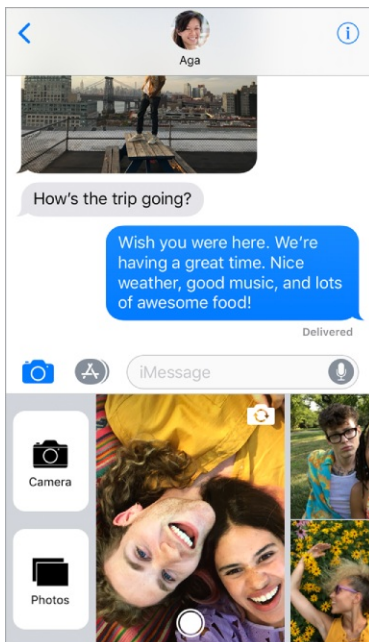 Aga
How's the trip going?
Wish you were here. We're
having a great time. Nice
weather, good music, and lots
of awesome food!
Delivered
iMessage
Camera
Photos